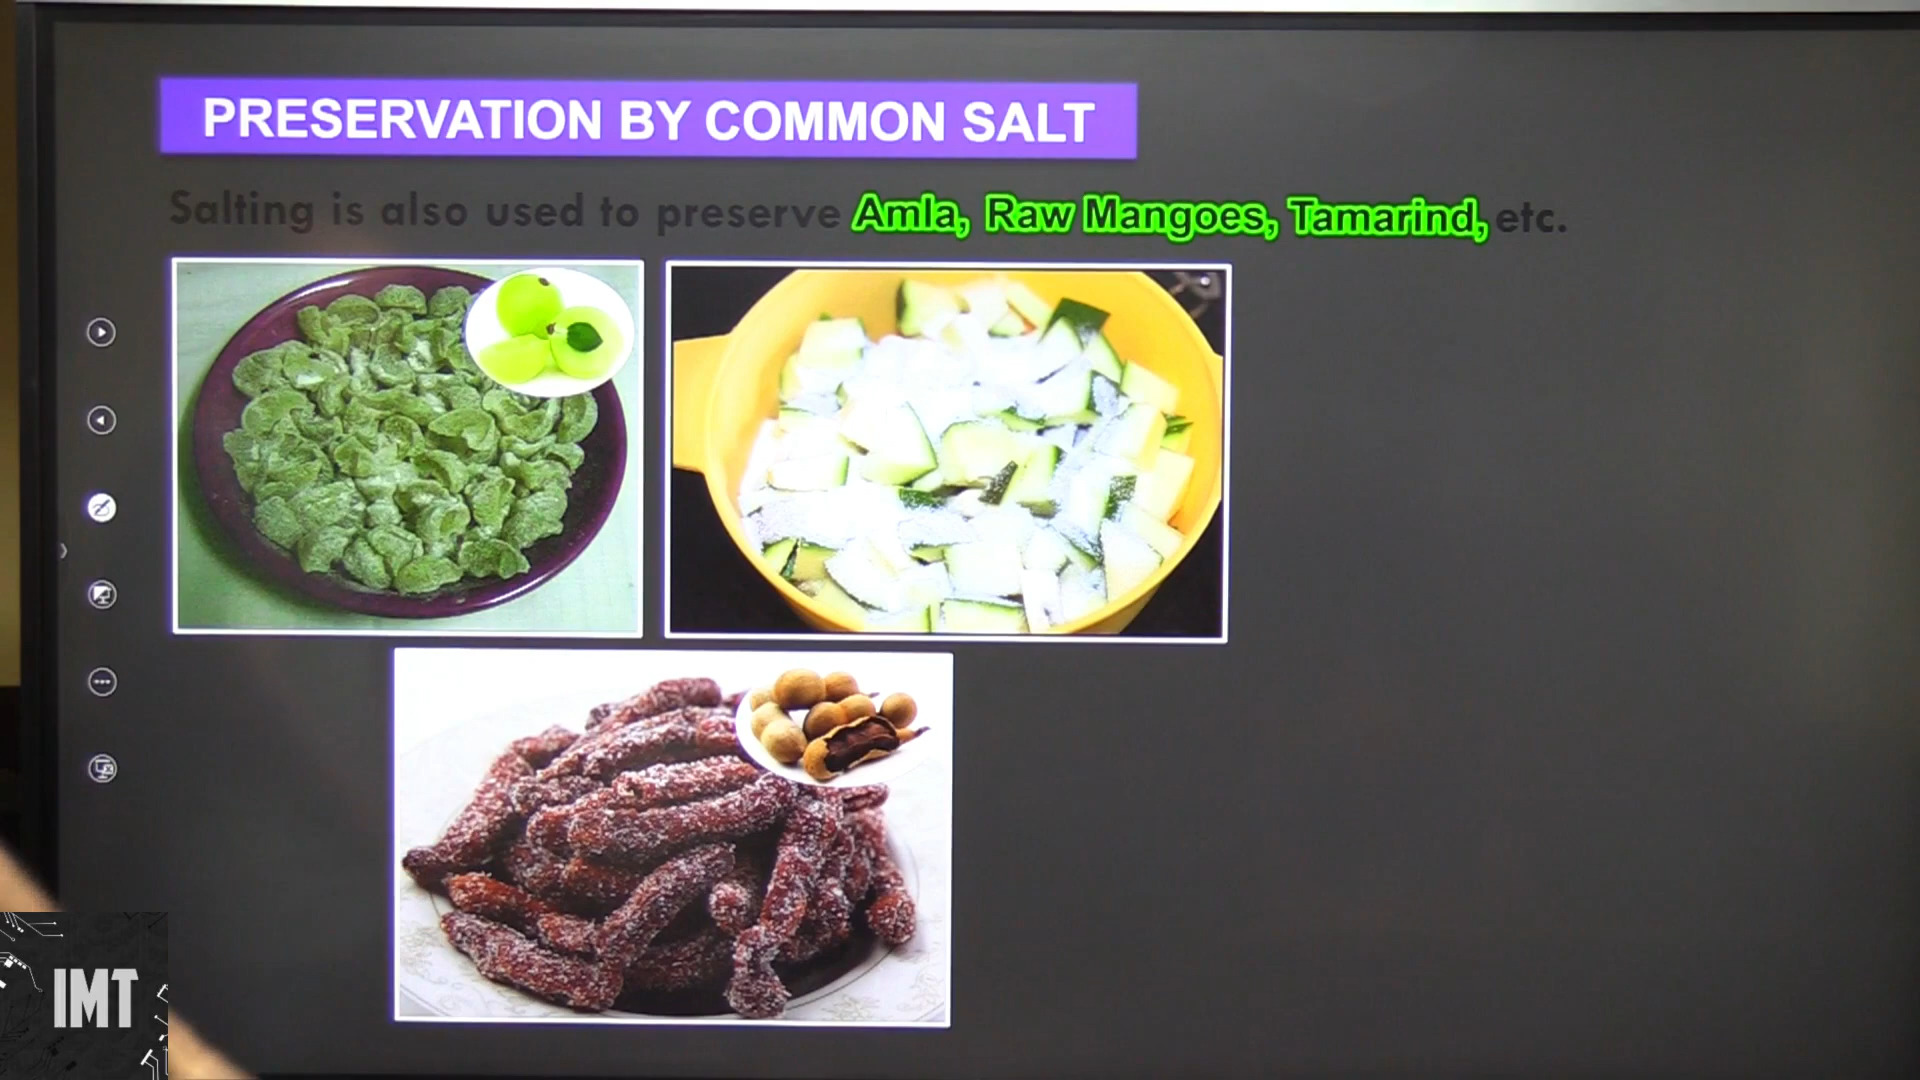 PRESERVATION BY COMMON SALT
Salting is also used to preserve Amla, Raw Mangoes, Tamarind, etc.
IMT